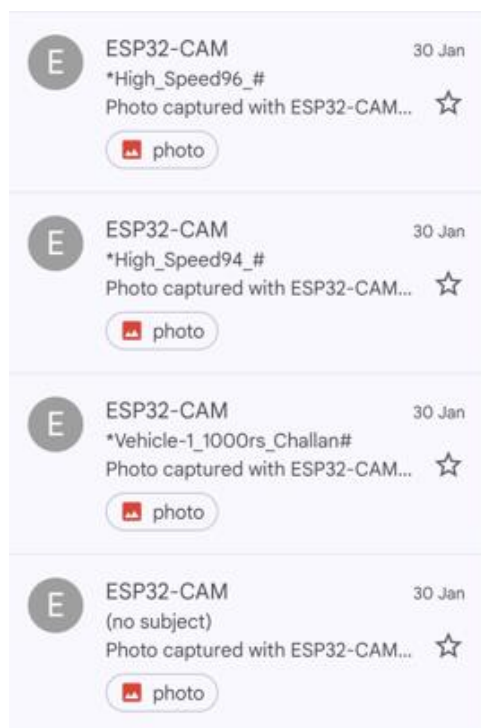 E
ESP32-CAM 30 Jan
*High_Speed96_#
Photo captured with ESP32-CAM...
photo
E
ESP32-CAM 30 Jan
*High_Speed94_#
Photo captured with ESP32-CAM...
photo
E
ESP32-CAM 30 Jan
*Vehicle-1_1000rs_Challan#
Photo captured with ESP32-CAM...
photo
E
ESP32-CAM 30 Jan
(no subject)
Photo captured with ESP32-CAM...
photo